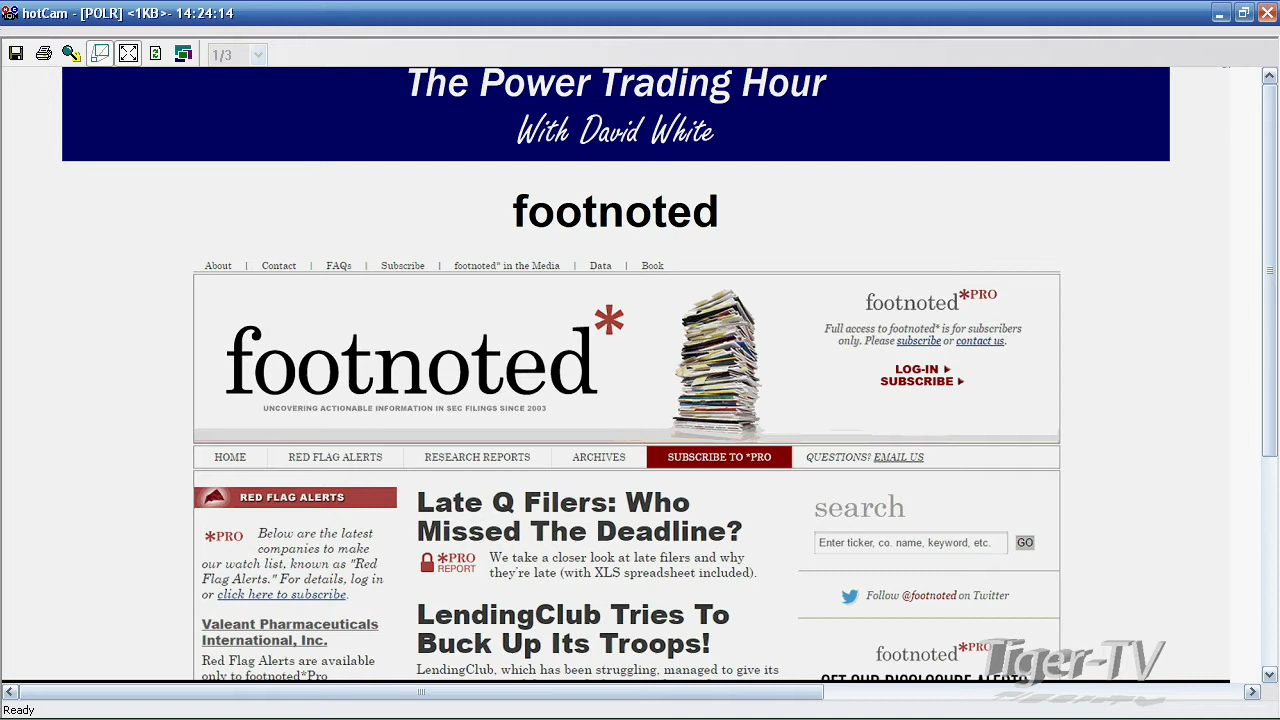 hotCam - [POLR] <1KB>- 14:24:14
1/3
The Power Trading Hour
With David White
footnoted
About | Contact | FAQs | Subscribe | footnoted* in the Media | Data | Book
footnoted*
UNCOVERING ACTIONABLE INFORMATION IN SEC FILINGS SINCE 2003
footnoted*PRO
Full access to footnoted* is for subscribers
only. Please subscribe or contact us.
LOG-IN
SUBSCRIBE
HOME RED FLAG ALERTS RESEARCH REPORTS ARCHIVES SUBSCRIBE TO *PRO QUESTIONS? EMAIL US
RED FLAG ALERTS
*PRO Below are the latest
companies to make
our watch list, known as "Red
Flag Alerts." For details, log in
or click here to subscribe.
Valeant Pharmaceuticals
International, Inc.
Red Flag Alerts are available
only to footnoted*Pro
Late Q Filers: Who
Missed The Deadline?
*PRO
REPORT
We take a closer look at late filers and why
they're late (with XLS spreadsheet included).
LendingClub Tries To
Buck Up Its Troops!
LendingClub, which has been struggling, managed to give its
search
Enter ticker, co. name, keyword, etc. GO
Follow @footnoted on Twitter
footnoted*PRO
GET OUR DISCLOSURE ALERTS
Tiger-TV
Ready